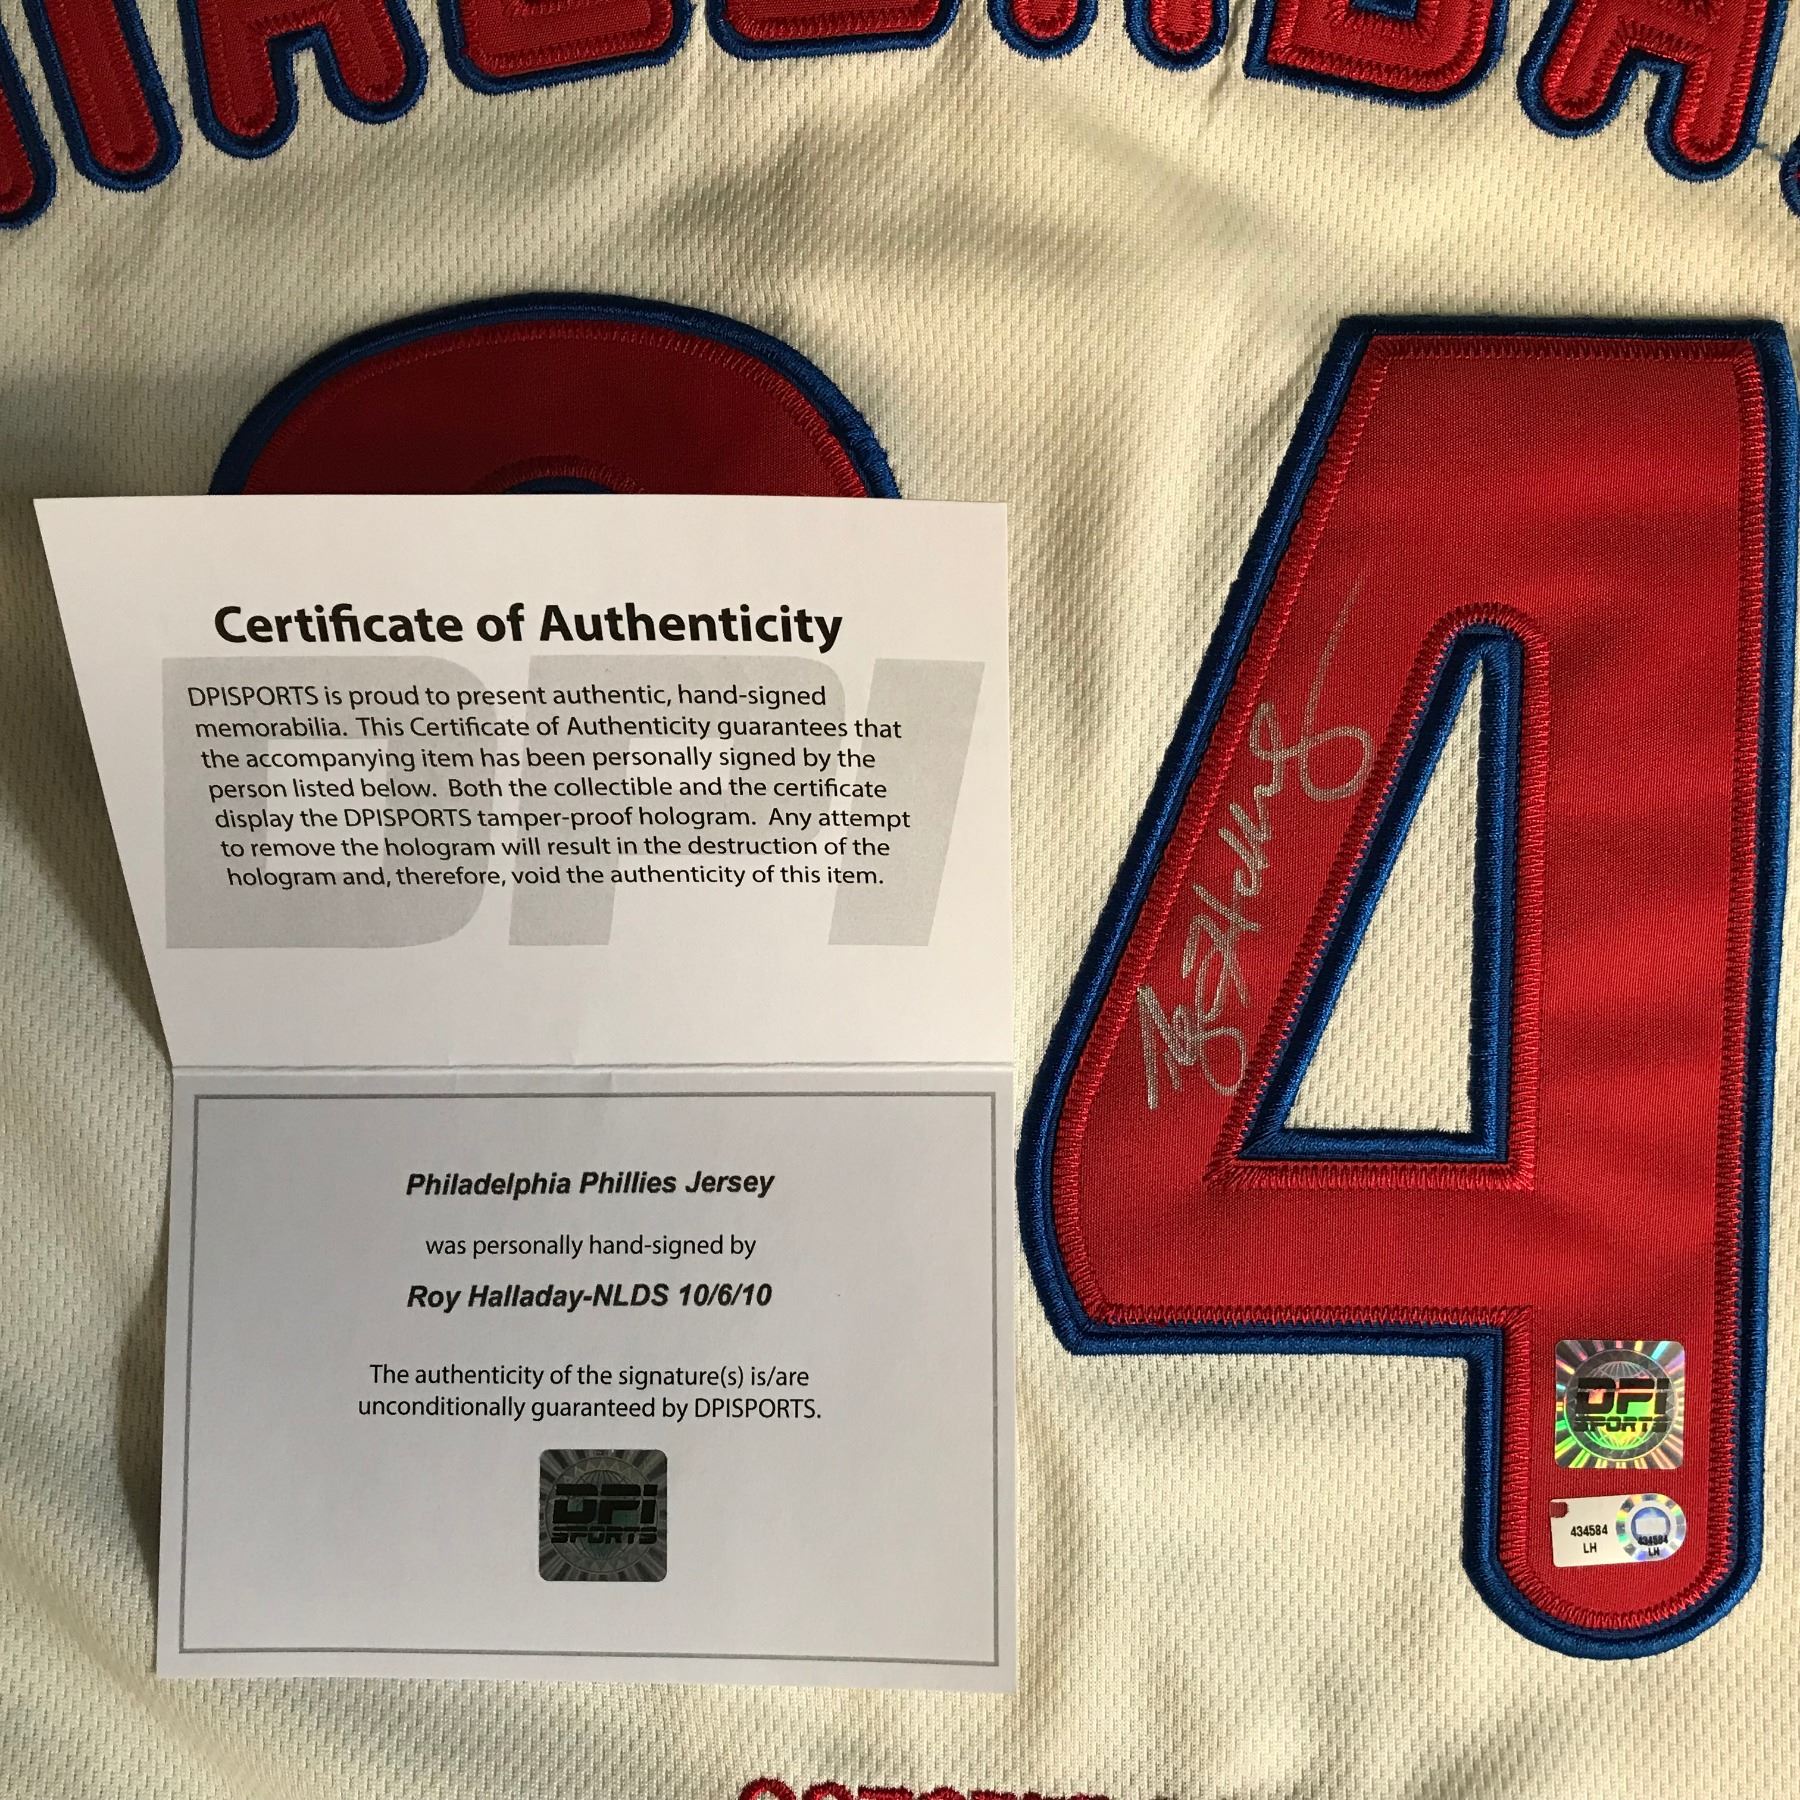 HALLADAY
Certificate of Authenticity
DPI
DPISPORTS is proud to present authentic, hand-signed
memorabilia. This Certificate of Authenticity guarantees that
the accompanying item has been personally signed by the
person listed below. Both the collectible and the certificate
display the DPISPORTS tamper-proof hologram. Any attempt
to remove the hologram will result in the destruction of the
hologram and, therefore, void the authenticity of this item.
Philadelphia Phillies Jersey
was personally hand-signed by
Roy Halladay-NLDS 10/6/10
The authenticity of the signature(s) is/are
unconditionally guaranteed by DPISPORTS.
DPI
SPORTS
4
DPI
SPORTS
434584
LH
434584
LH